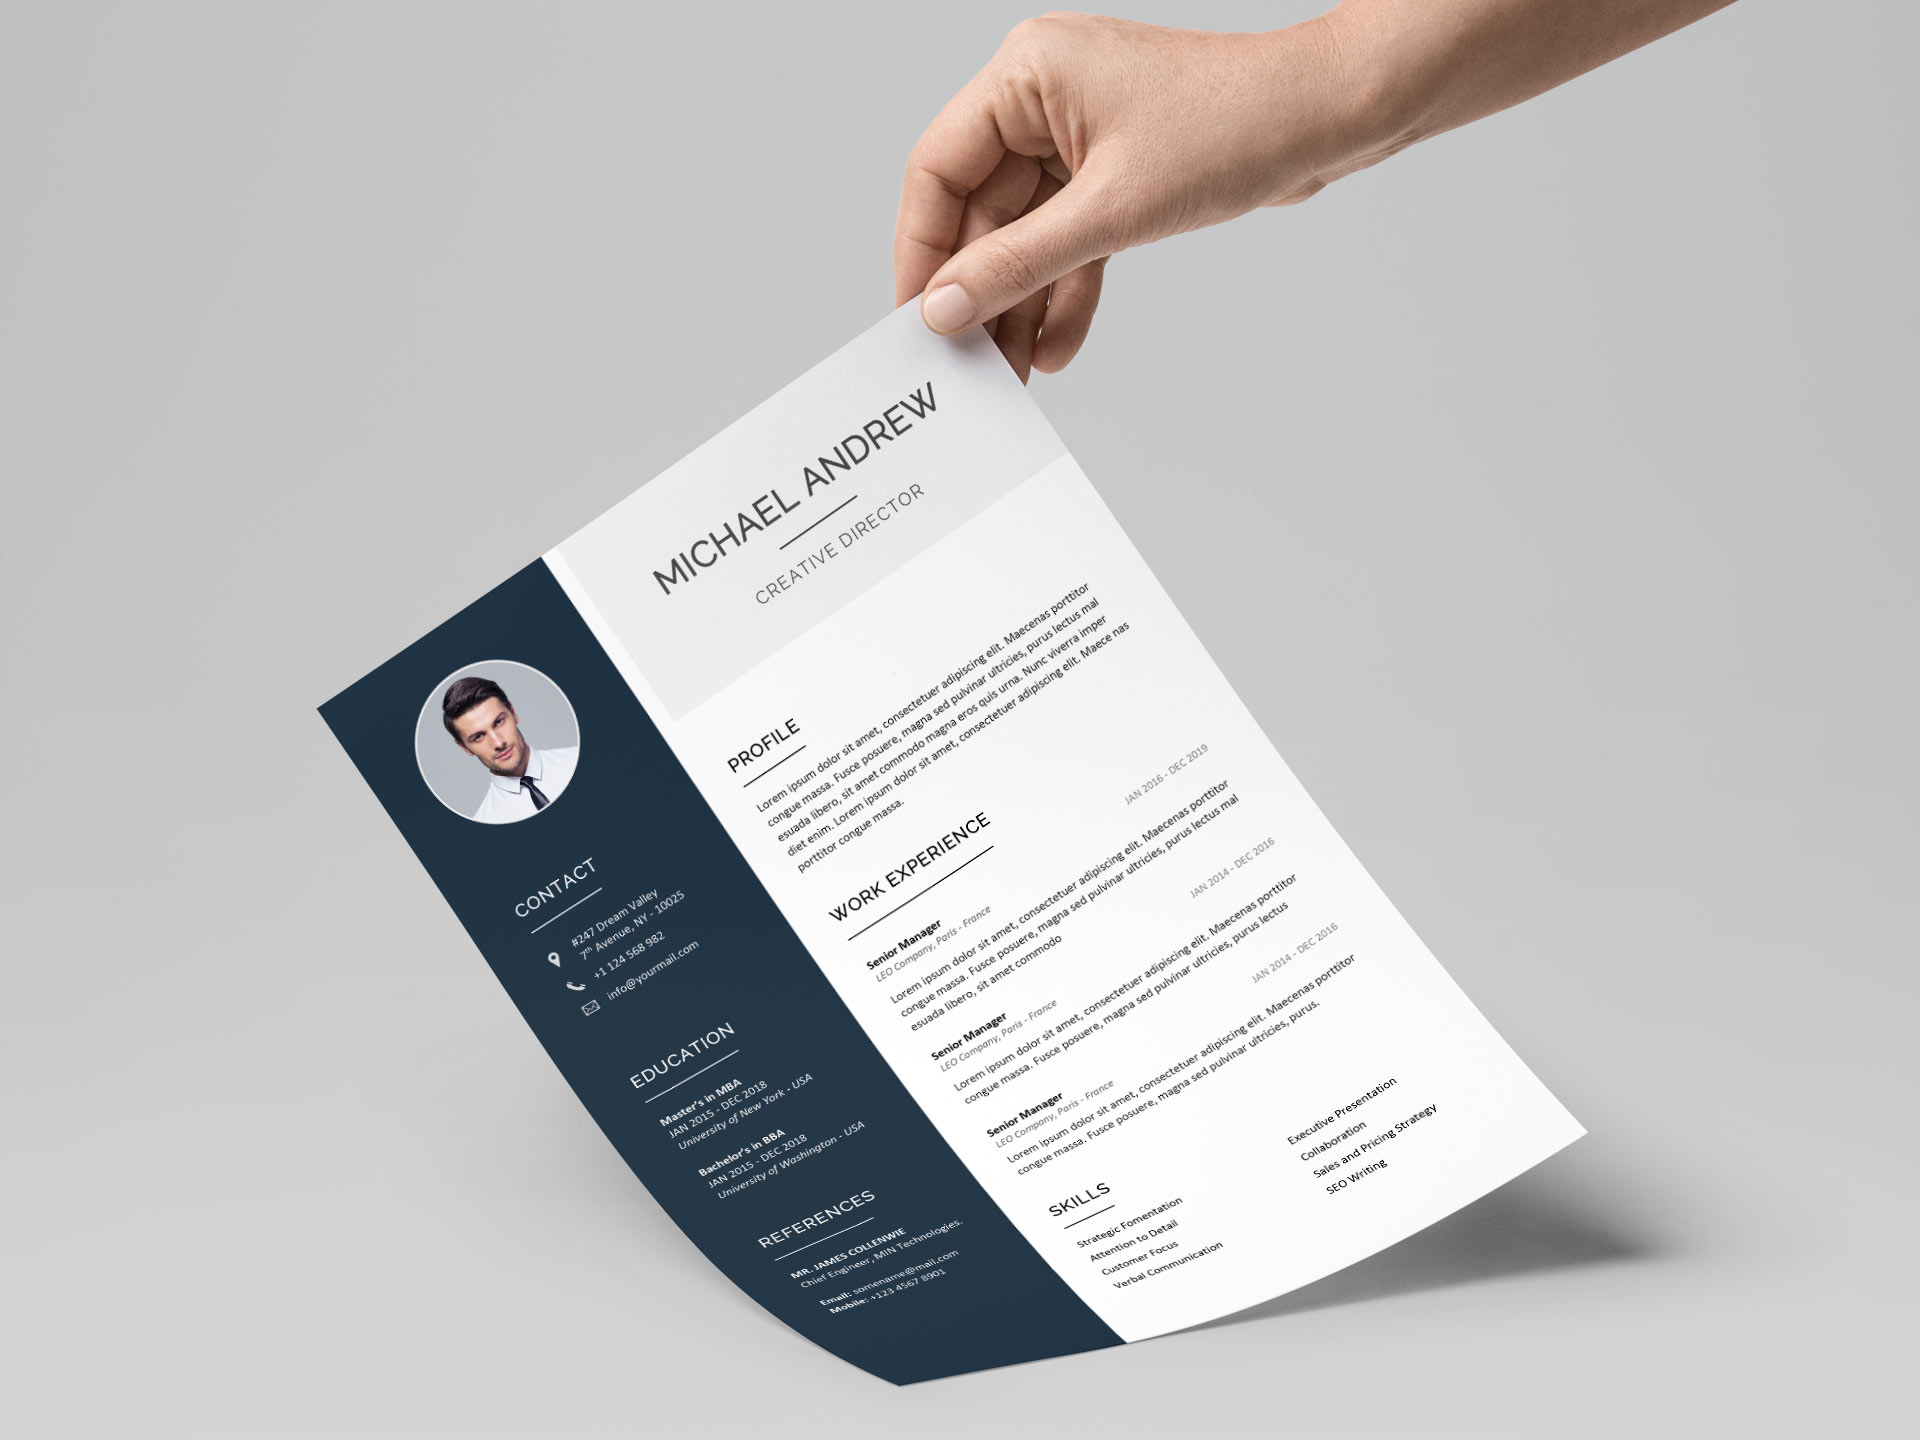 MICHAEL ANDREW
CREATIVE DIRECTOR
CONTACT
#247 Dream Valley
7th Avenue, NY - 10025
+1 124 568 982
info@yourmail.com
EDUCATION
Master's in MBA
JAN 2015 - DEC 2018
University of New York - USA
Bachelor's in BBA
JAN 2015 - DEC 2018
University of Washington - USA
REFERENCES
MR. JAMES COLLENWIE
Chief Engineer, MIN Technologies.
Email: somename@mail.com
Mobile: +123 4567 8901
PROFILE
Lorem ipsum dolor sit amet, consectetuer adipiscing elit. Maecenas porttitor
congue massa. Fusce posuere, magna sed pulvinar ultricies, purus lectus mal
esuada libero, sit amet commodo magna eros quis urna. Nunc viverra imper
diet enim. Lorem ipsum dolor sit amet, consectetuer adipiscing elit. Maece nas
porttitor congue massa.
WORK EXPERIENCE
JAN 2016 - DEC 2019
Senior Manager
LEO Company, Paris - France
Lorem ipsum dolor sit amet, consectetuer adipiscing elit. Maecenas porttitor
congue massa. Fusce posuere, magna sed pulvinar ultricies, purus lectus mal
esuada libero, sit amet commodo
JAN 2014 - DEC 2016
Senior Manager
LEO Company, Paris - France
Lorem ipsum dolor sit amet, consectetuer adipiscing elit. Maecenas porttitor
congue massa. Fusce posuere, magna sed pulvinar ultricies, purus lectus
JAN 2014 - DEC 2016
Senior Manager
LEO Company, Paris - France
Lorem ipsum dolor sit amet, consectetuer adipiscing elit. Maecenas porttitor
congue massa. Fusce posuere, magna sed pulvinar ultricies, purus.
SKILLS
Strategic Fomentation
Attention to Detail
Customer Focus
Verbal Communication
Executive Presentation
Collaboration
Sales and Pricing Strategy
SEO Writing